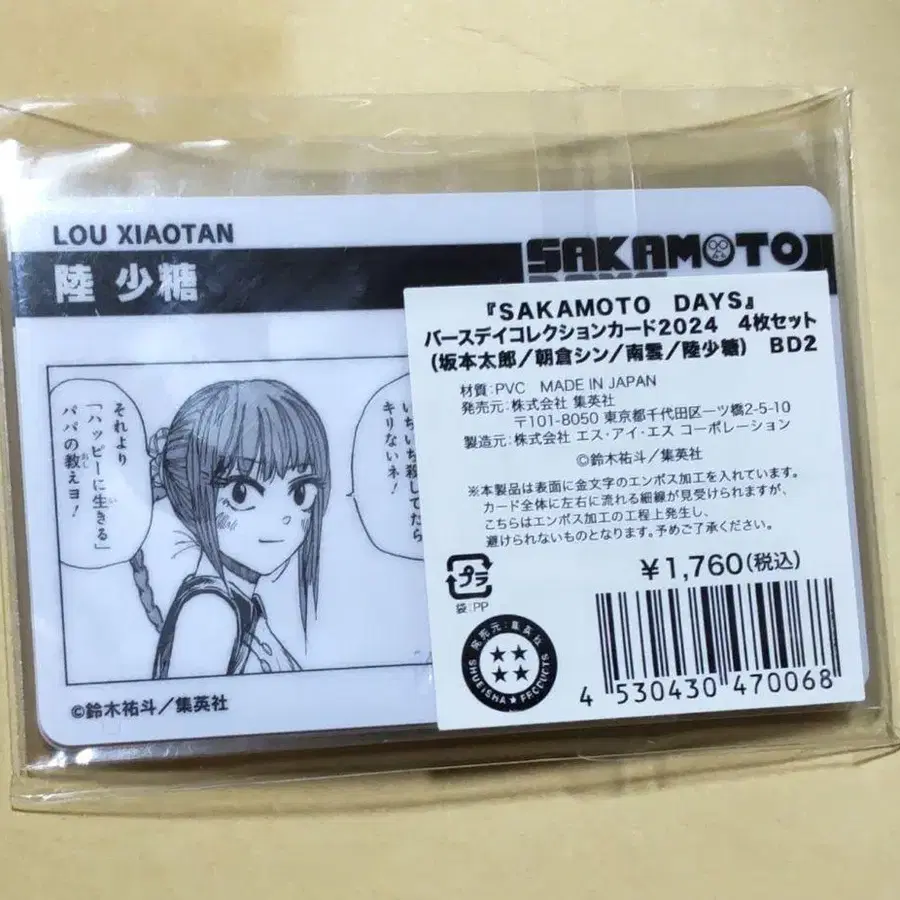 LOU XIAOTAN
陸 少糖
SAKAMOTO
それより
「ハッピーに生きる」
パパの教えヨ！
いちいち殺してたら
キリないネ！
©鈴木祐斗／集英社
『SAKAMOTO DAYS』
バースデイコレクションカード2024 4枚セット
（坂本太郎／朝倉シン／南雲／陸少糖） BD2
材質：PVC MADE IN JAPAN
発売元：株式会社 集英社
〒101-8050 東京都千代田区一ツ橋2-5-10
製造元：株式会社 エス・アイ・エス コーポレーション
©鈴木祐斗／集英社
※本製品は表面に金文字のエンボス加工を入れています。
カード全体に左右に流れる細線が見受けられますが、
こちらはエンボス加工の工程上発生し、
避けられないものとなります。予めご了承ください。
¥1,760(税込)
プラ
袋：PP
発売元：集英社
SHUEISHA★PRODUCTS
4 530430 470068